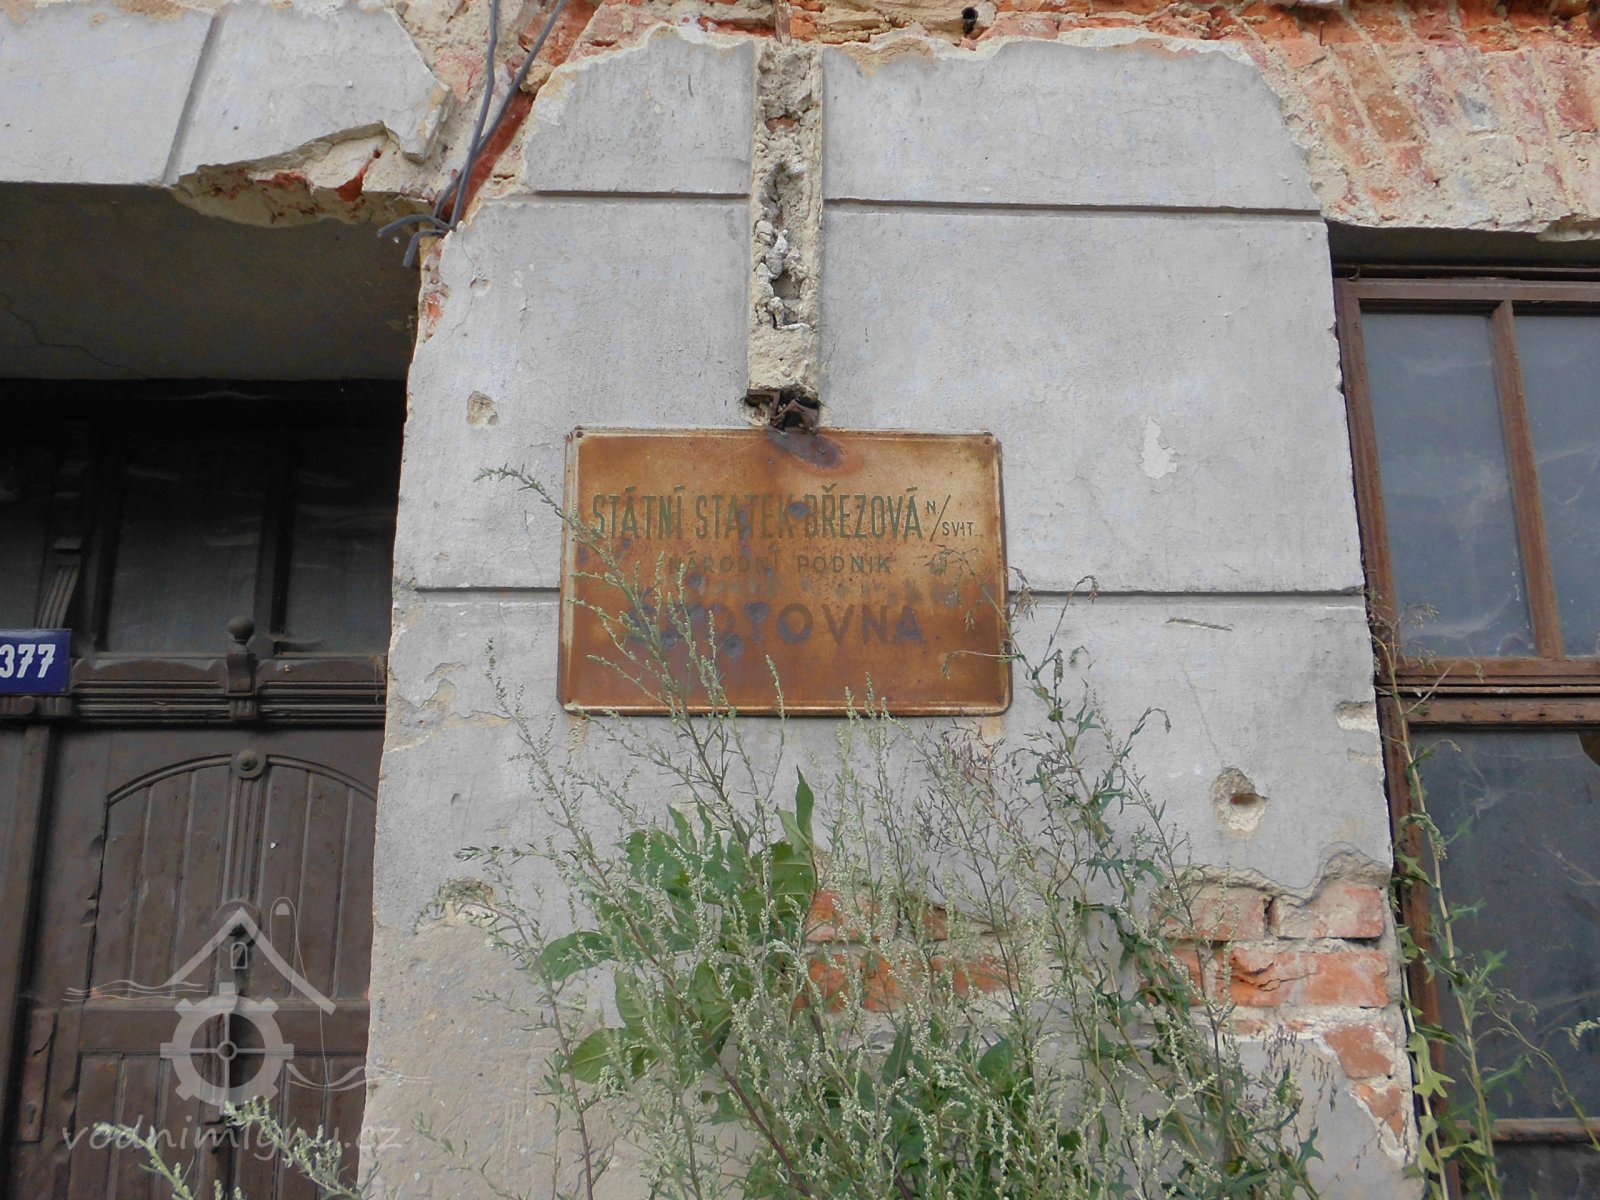 STÁTNÍ STATEK BŘEZOVÁ N/SVIT.
NÁRODNÍ PODNIK
377
vodnimlyny.cz